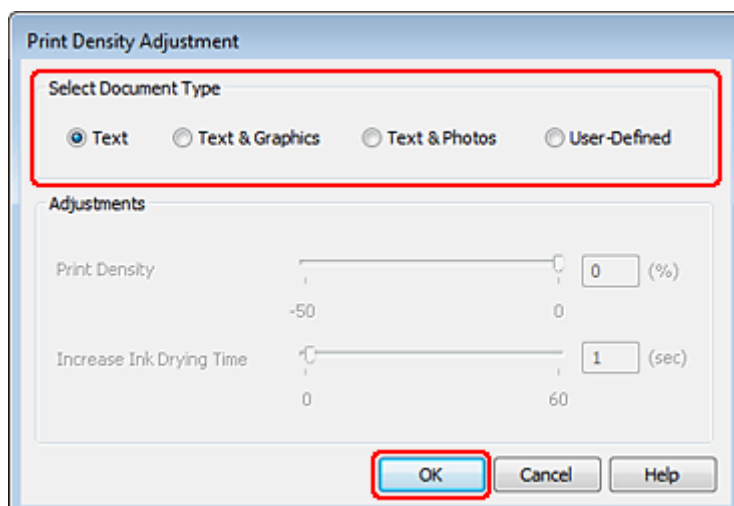 Print Density Adjustment
Select Document Type
Text Text & Graphics Text & Photos User-Defined
Adjustments
Print Density 0 (%)
-50 0
Increase Ink Drying Time 1 (sec)
0 60
OK Cancel Help